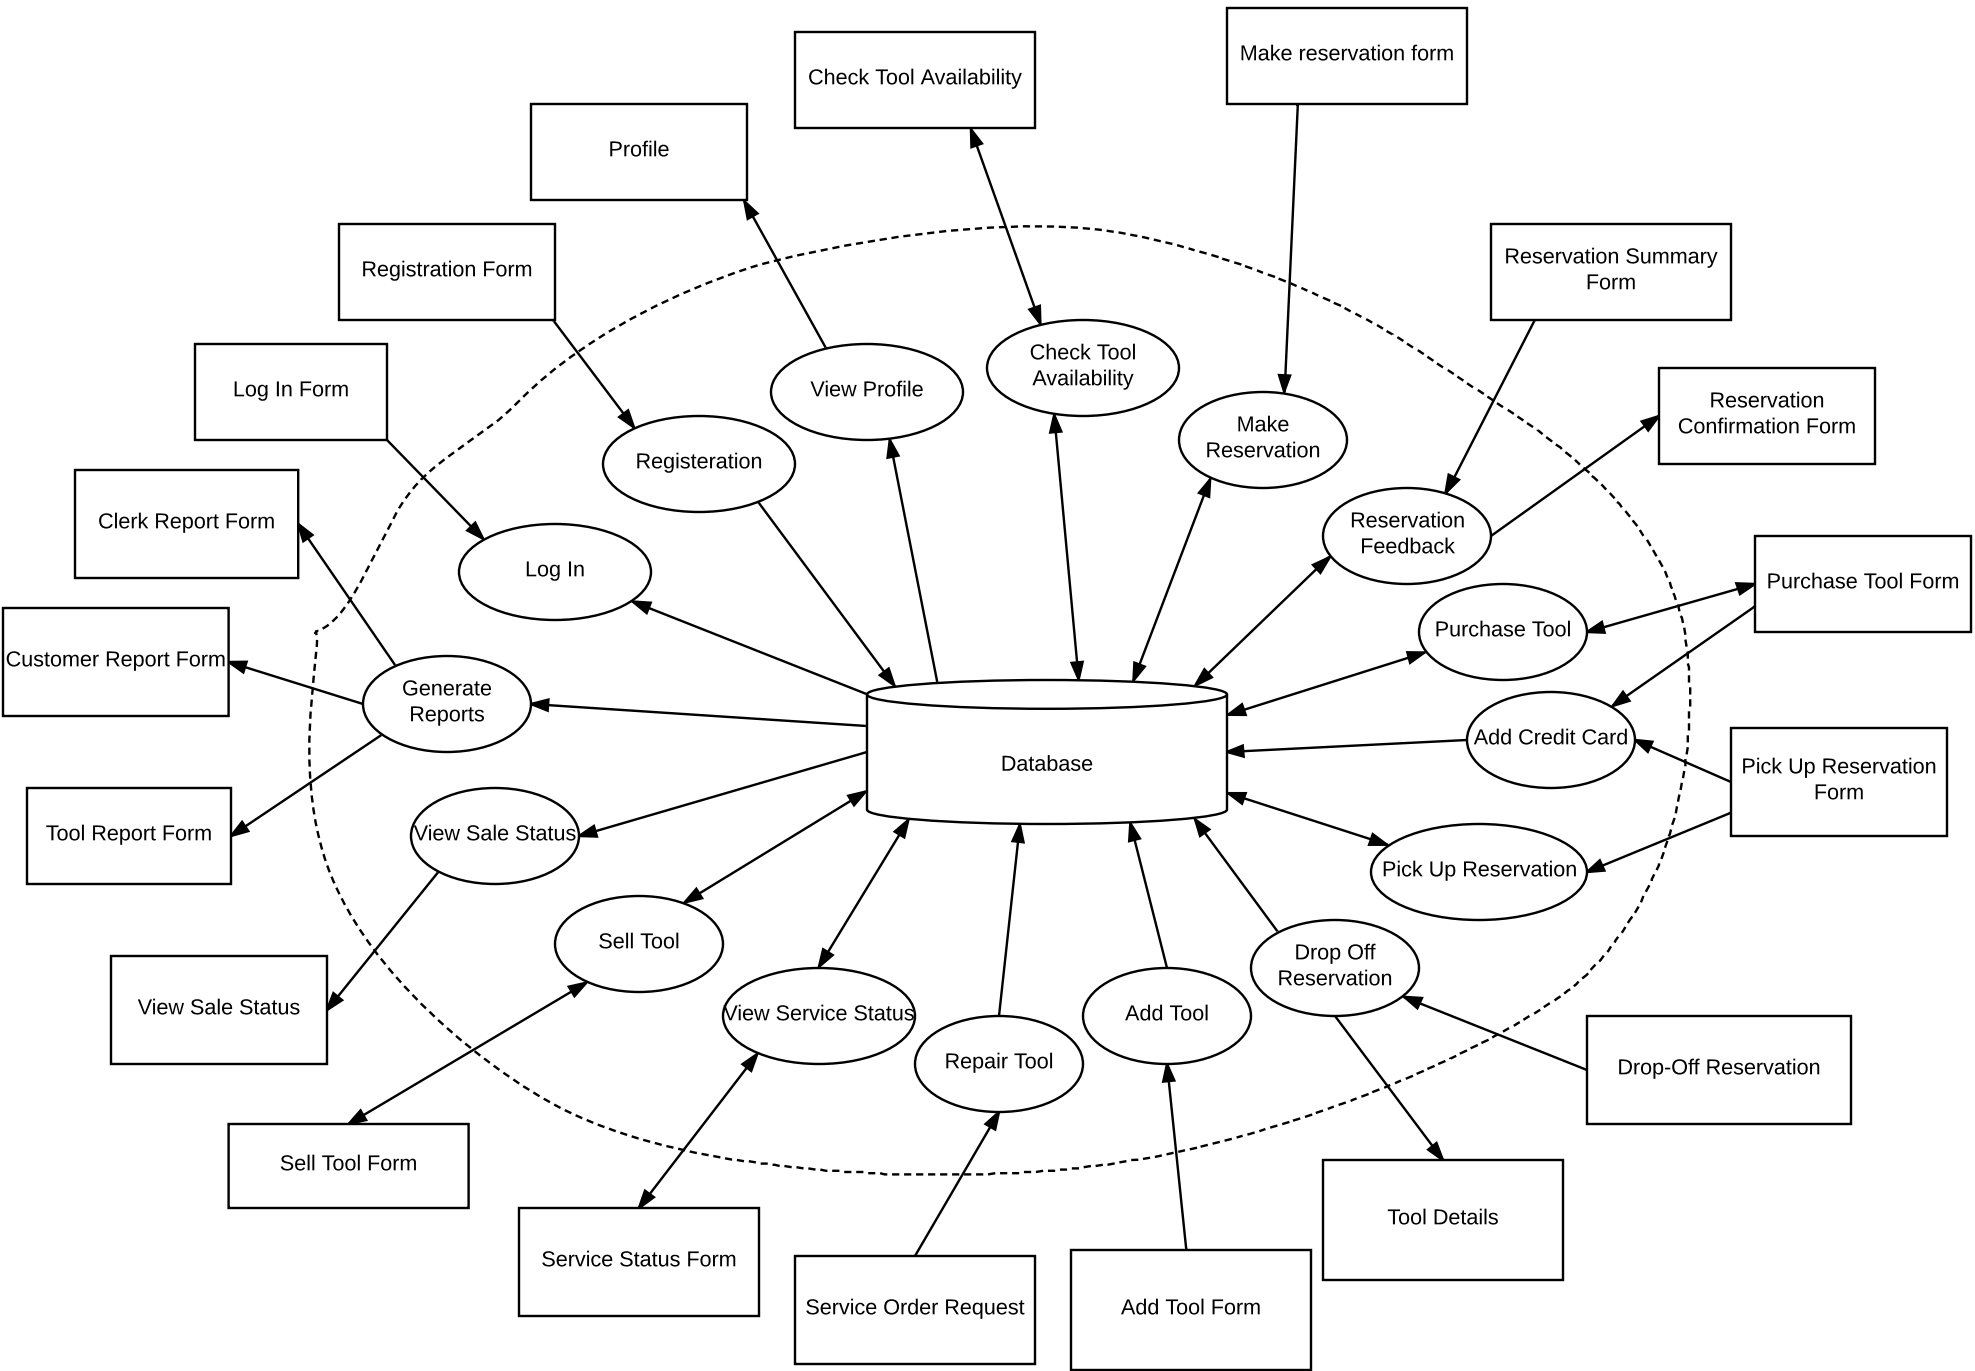 Make reservation form
Check Tool Availability
Profile
Registration Form
Reservation Summary
Form
Log In Form
Check Tool
Availability
View Profile
Reservation
Confirmation Form
Make
Reservation
Registeration
Clerk Report Form
Reservation
Feedback
Log In
Purchase Tool Form
Purchase Tool
Customer Report Form
Generate
Reports
Add Credit Card
Database
Pick Up Reservation
Form
Tool Report Form
View Sale Status
Pick Up Reservation
Sell Tool
Drop Off
Reservation
View Sale Status
View Service Status
Add Tool
Repair Tool
Drop-Off Reservation
Sell Tool Form
Tool Details
Service Status Form
Service Order Request
Add Tool Form